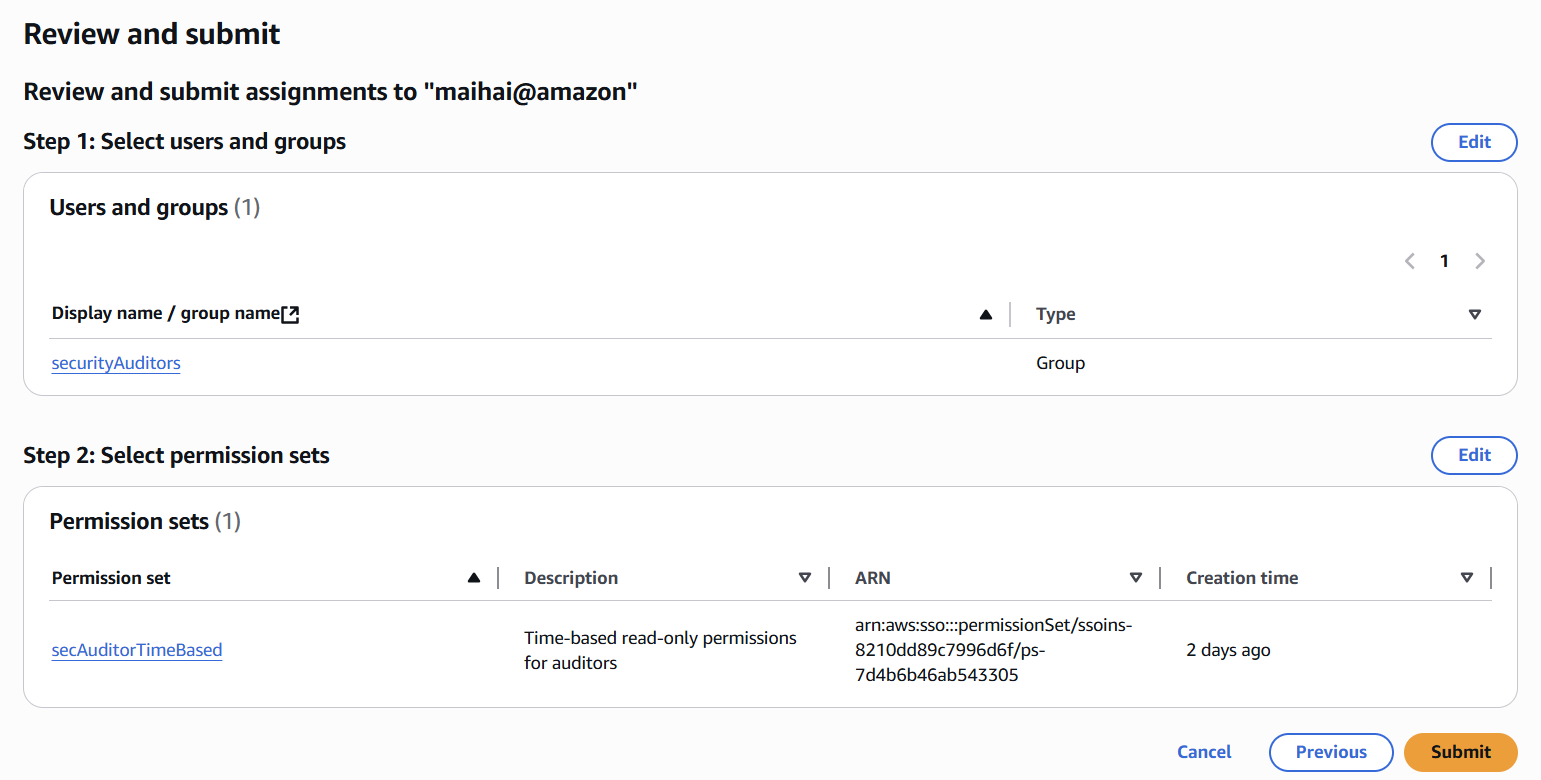 Review and submit
Review and submit assignments to "maihai@amazon"
Step 1: Select users and groups
Edit
Users and groups (1)
1
Display name / group name
Type
securityAuditors
Group
Step 2: Select permission sets
Edit
Permission sets (1)
Permission set
Description
ARN
Creation time
secAuditorTimeBased
Time-based read-only permissions
for auditors
arn:aws:sso:::permissionSet/ssoins-
8210dd89c7996d6f/ps-
7d4b6b46ab543305
2 days ago
Cancel
Previous
Submit